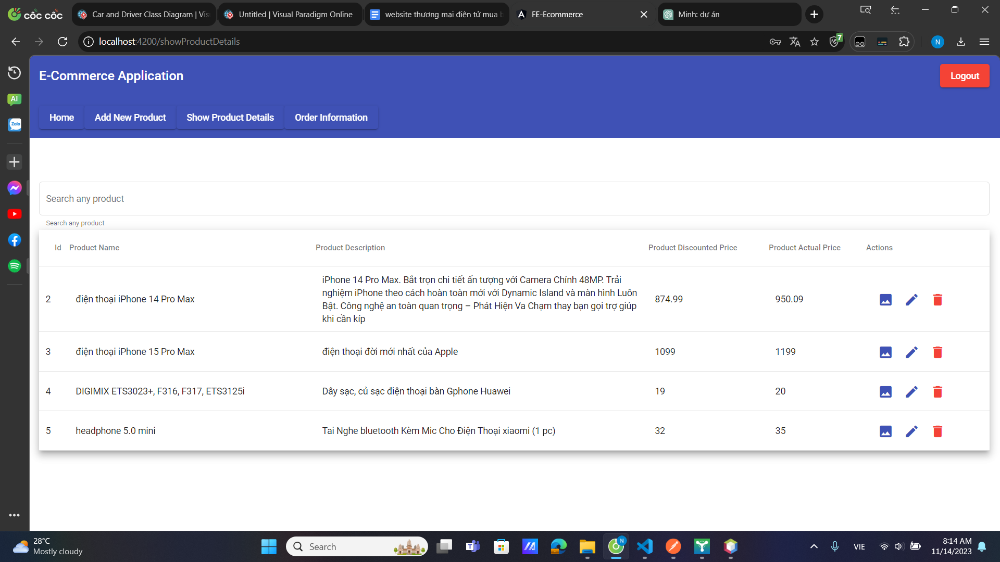 cốc cốc
Car and Driver Class Diagram | Vis
Untitled | Visual Paradigm Online
website thương mại điện tử mua b
FE-Ecommerce
Minh: dự án
localhost:4200/showProductDetails
7
N
AI
Zalo
E-Commerce Application
Logout
Home
Add New Product
Show Product Details
Order Information
Search any product
Search any product
Id Product Name Product Description Product Discounted Price Product Actual Price Actions
iPhone 14 Pro Max. Bắt trọn chi tiết ấn tượng với Camera Chính 48MP. Trải
nghiệm iPhone theo cách hoàn toàn mới với Dynamic Island và màn hình Luôn
2 điện thoại iPhone 14 Pro Max 874.99 950.09
Bật. Công nghệ an toàn quan trọng – Phát Hiện Va Chạm thay bạn gọi trợ giúp
khi cần kíp
3 điện thoại iPhone 15 Pro Max điện thoại đời mới nhất của Apple 1099 1199
4 DIGIMIX ETS3023+, F316, F317, ETS3125i Dây sạc, củ sạc điện thoại bàn Gphone Huawei 19 20
5 headphone 5.0 mini Tai Nghe bluetooth Kèm Mic Cho Điện Thoại xiaomi (1 pc) 32 35
28°C
Mostly cloudy
Search
N
VIE
8:14 AM
11/14/2023